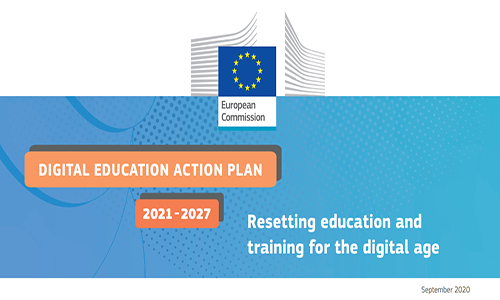 European
Commission
DIGITAL EDUCATION ACTION PLAN
2021 - 2027
Resetting education and
training for the digital age
September 2020